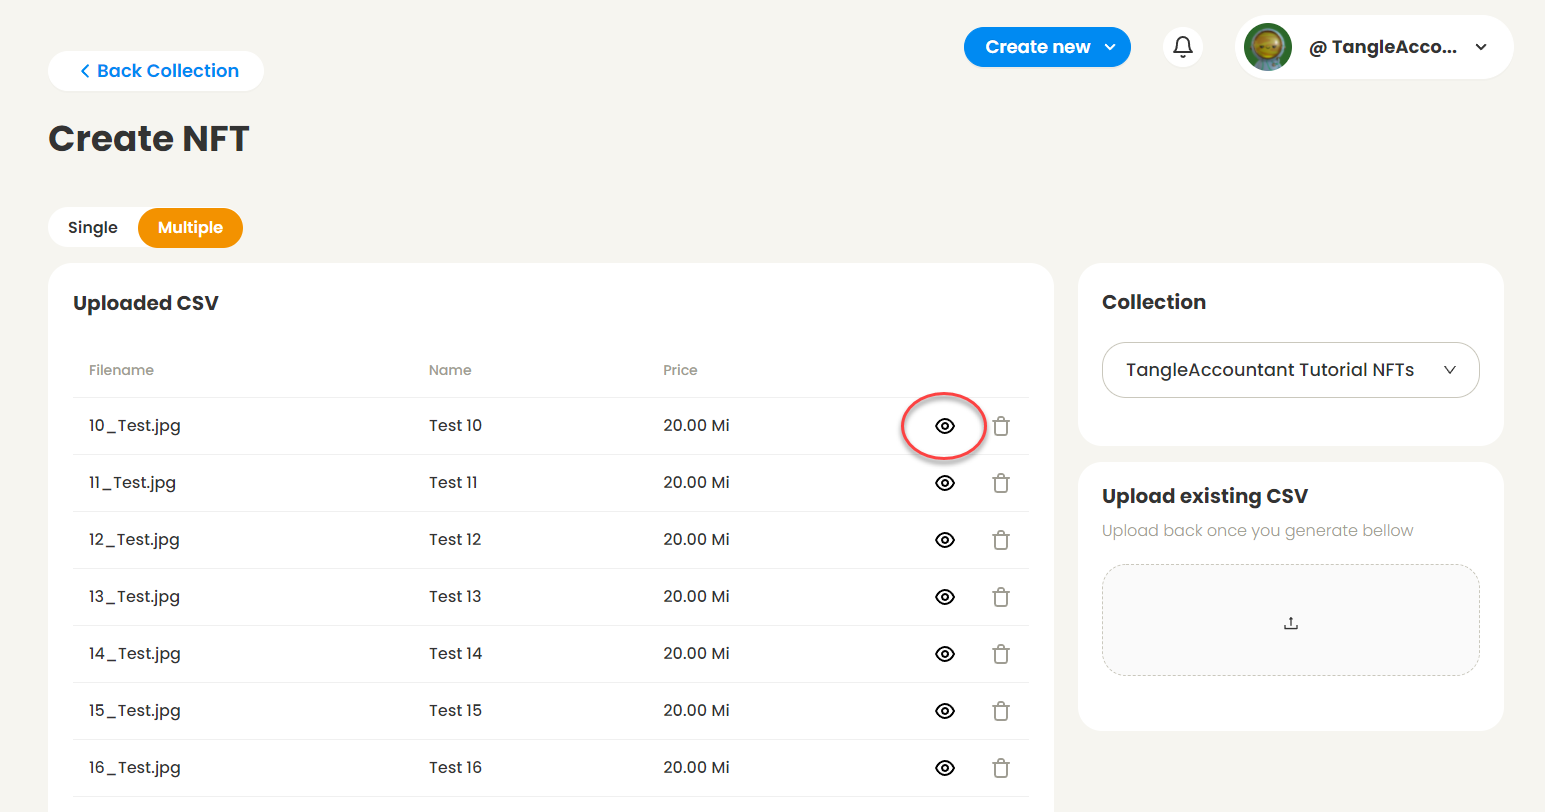 Create new
@ TangleAcco...
Back Collection
Create NFT
Single Multiple
Uploaded CSV
Filename Name Price
10_Test.jpg Test 10 20.00 Mi
11_Test.jpg Test 11 20.00 Mi
12_Test.jpg Test 12 20.00 Mi
13_Test.jpg Test 13 20.00 Mi
14_Test.jpg Test 14 20.00 Mi
15_Test.jpg Test 15 20.00 Mi
16_Test.jpg Test 16 20.00 Mi
Collection
TangleAccountant Tutorial NFTs
Upload existing CSV
Upload back once you generate bellow